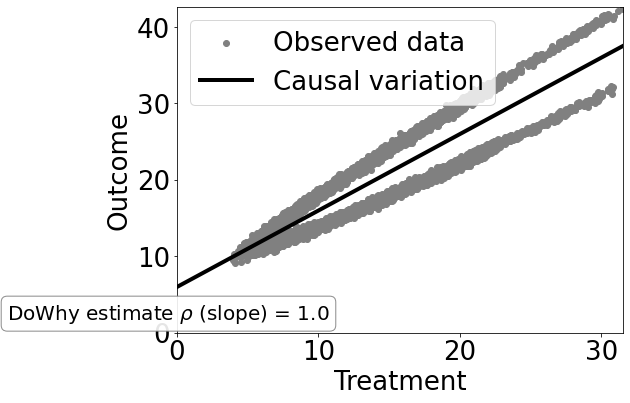 40
30
20
10
0
Outcome
Observed data
Causal variation
DoWhy estimate ρ (slope) = 1.0
0 10 20 30
Treatment